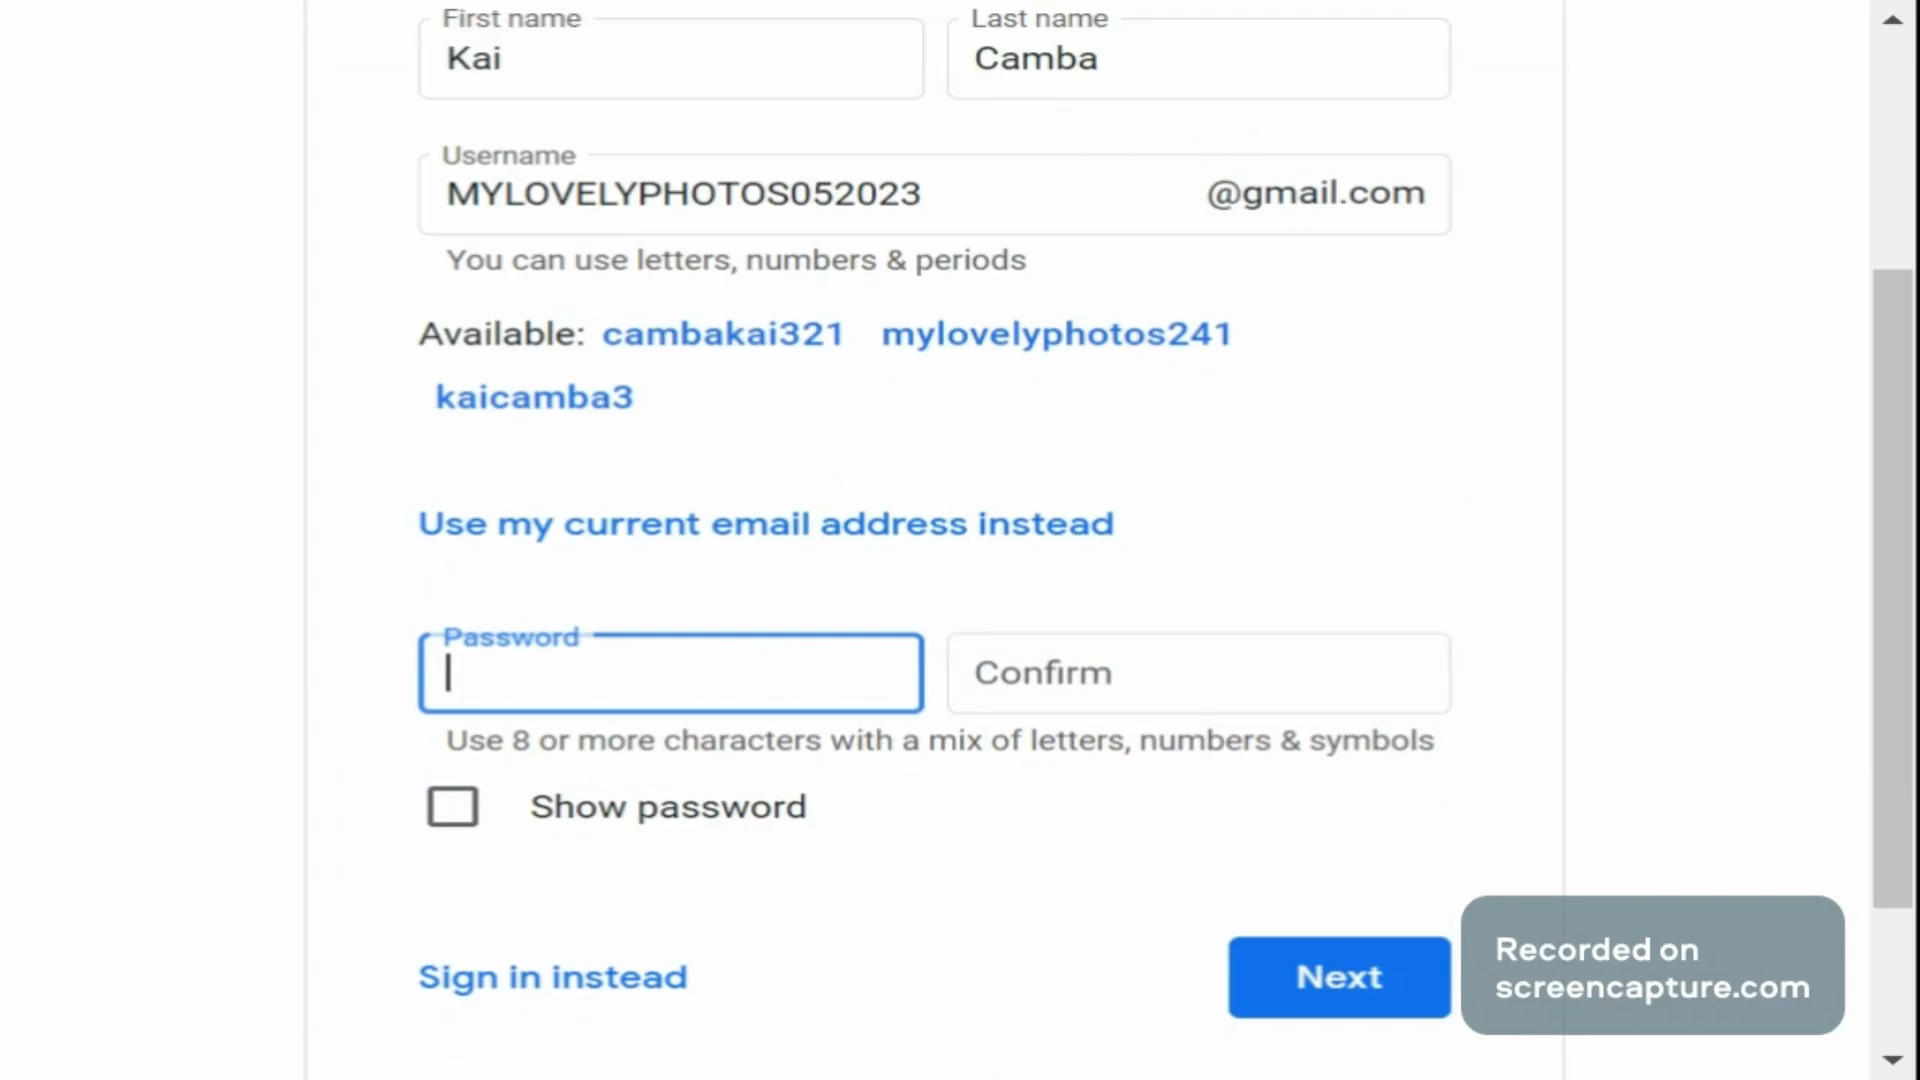 First name
Last name
Kai
Camba
Username
MYLOVELYPHOTOS052023
@gmail.com
You can use letters, numbers & periods
Available: cambakai321 mylovelyphotos241
kaicamba3
Use my current email address instead
Password
Confirm
Use 8 or more characters with a mix of letters, numbers & symbols
Show password
Sign in instead
Next
Recorded on
screencapture.com